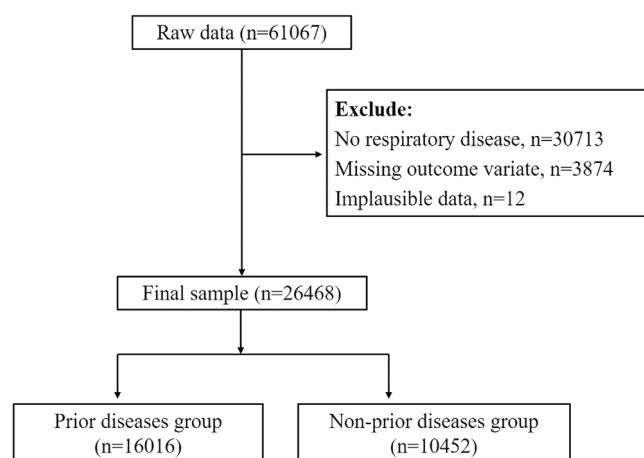 Raw data (n=61067)
Exclude:
No respiratory disease, n=30713
Missing outcome variate, n=3874
Implausible data, n=12
Final sample (n=26468)
Prior diseases group
(n=16016)
Non-prior diseases group
(n=10452)